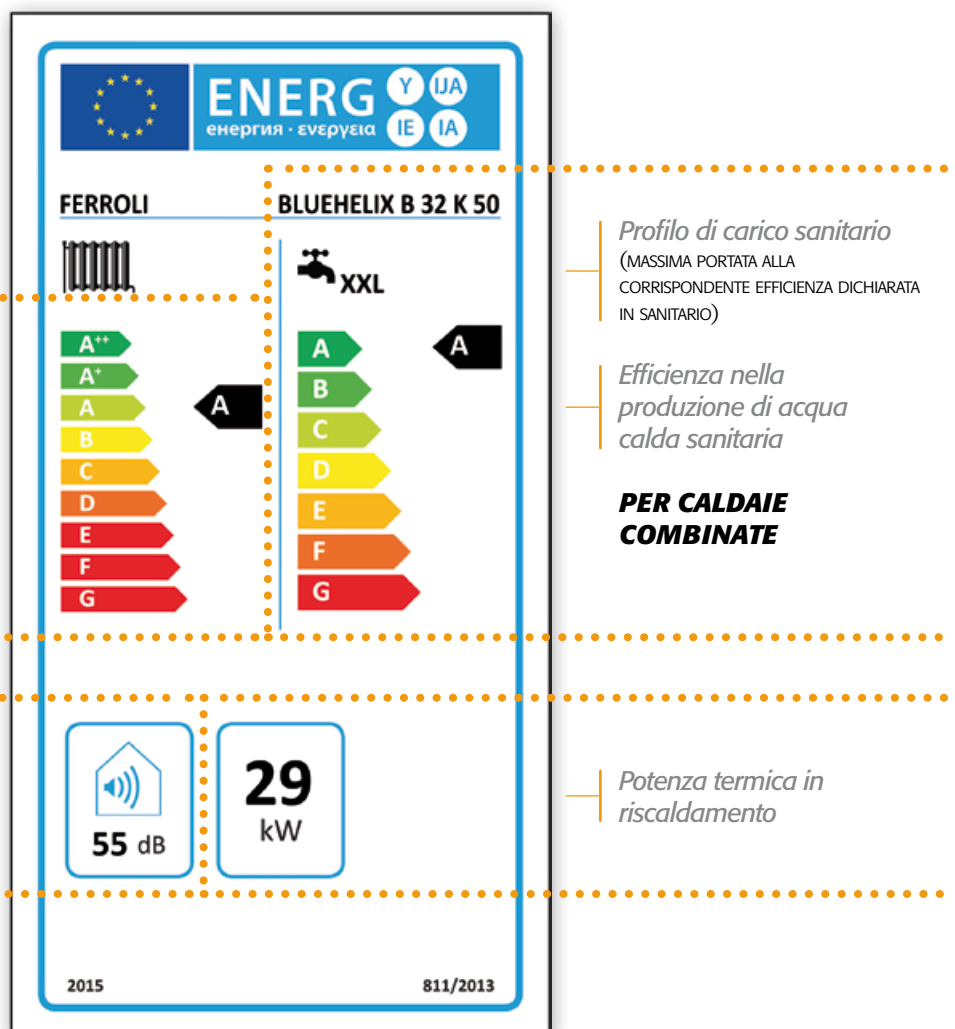 ENERG
Y IJA
енергия · ενεργεια
IE IA
FERROLI
BLUEHELIX B 32 K 50
XXL
A++
A+
A
B
C
D
E
F
G
A
A
B
C
D
E
F
G
A
55 dB
29
kW
2015
811/2013
Profilo di carico sanitario
(MASSIMA PORTATA ALLA
CORRISPONDENTE EFFICIENZA DICHIARATA
IN SANITARIO)
Efficienza nella
produzione di acqua
calda sanitaria
PER CALDAIE
COMBINATE
Potenza termica in
riscaldamento